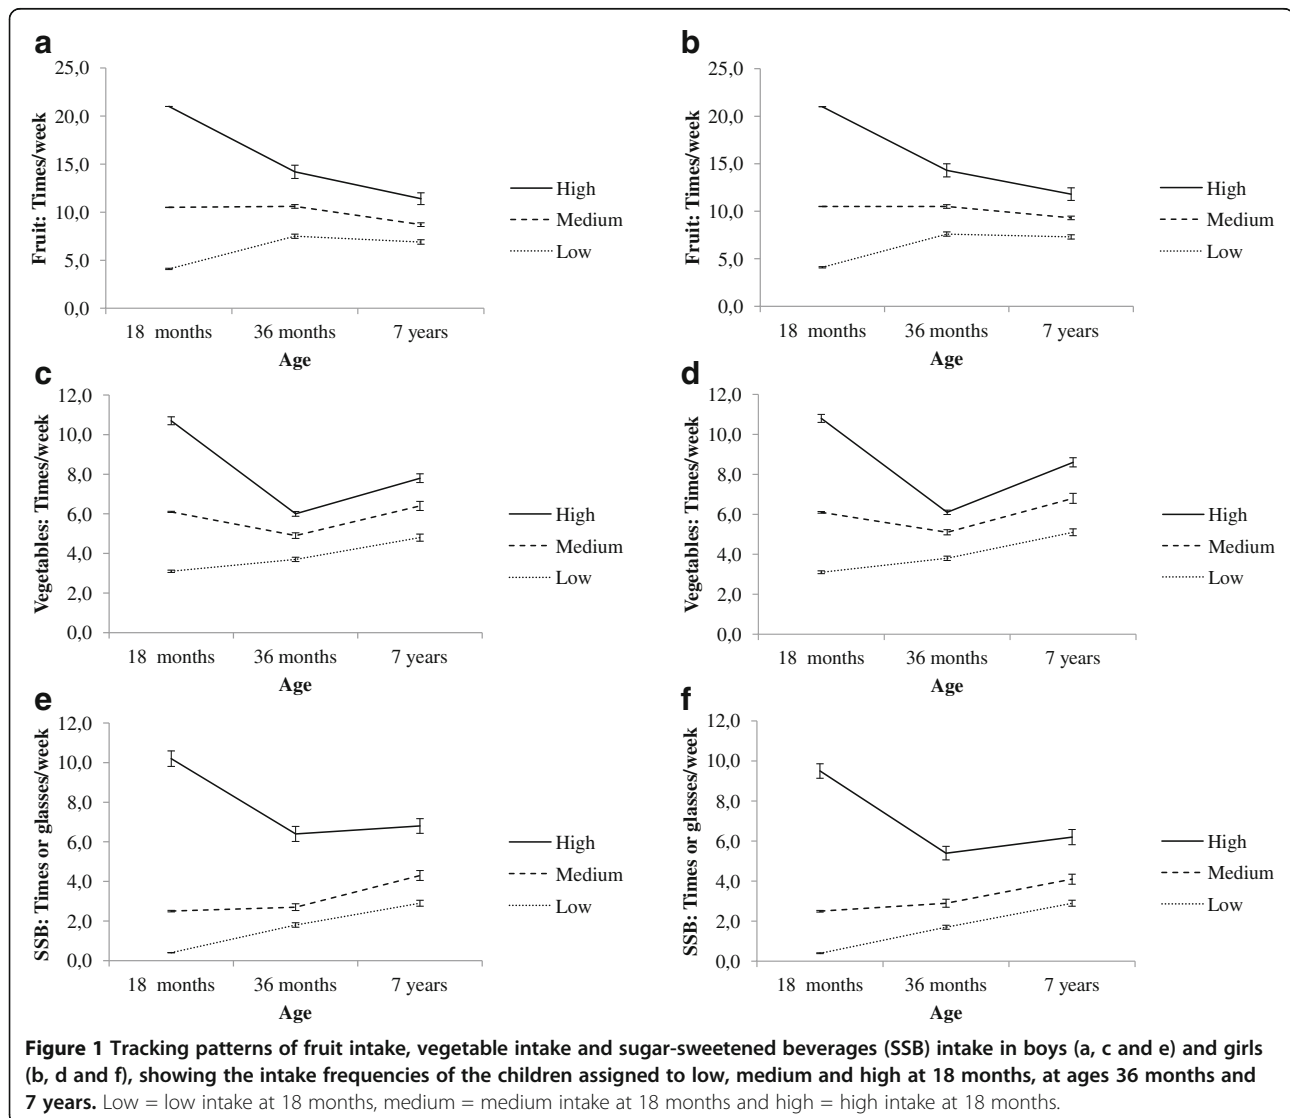 a
25,0
20,0
15,0
10,0
5,0
0,0
Fruit: Times/week
18 months
36 months
7 years
Age
High
Medium
Low
b
25,0
20,0
15,0
10,0
5,0
0,0
Fruit: Times/week
18 months
36 months
7 years
Age
High
Medium
Low
c
12,0
10,0
8,0
6,0
4,0
2,0
0,0
Vegetables: Times/week
18 months
36 months
7 years
Age
High
Medium
Low
d
12,0
10,0
8,0
6,0
4,0
2,0
0,0
Vegetables: Times/week
18 months
36 months
7 years
Age
High
Medium
Low
e
12,0
10,0
8,0
6,0
4,0
2,0
0,0
SSB: Times or glasses/week
18 months
36 months
7 years
Age
High
Medium
Low
f
12,0
10,0
8,0
6,0
4,0
2,0
0,0
SSB: Times or glasses/week
18 months
36 months
7 years
Age
High
Medium
Low
Figure 1 Tracking patterns of fruit intake, vegetable intake and sugar-sweetened beverages (SSB) intake in boys (a, c and e) and girls
(b, d and f), showing the intake frequencies of the children assigned to low, medium and high at 18 months, at ages 36 months and
7 years. Low = low intake at 18 months, medium = medium intake at 18 months and high = high intake at 18 months.